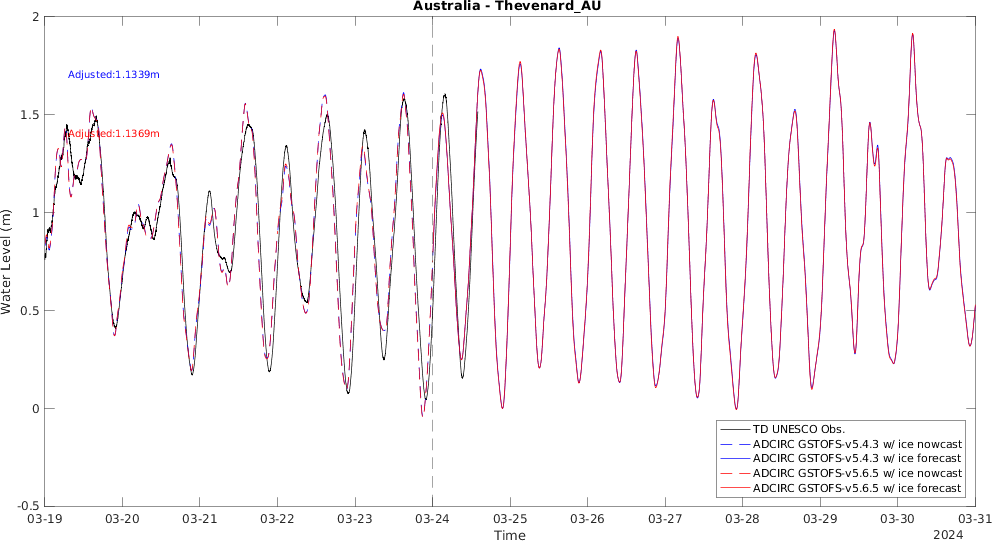 Australia - Thevenard_AU
2
1.5
1
0.5
0
-0.5
Water Level (m)
Adjusted:1.1339m
Adjusted:1.1369m
TD UNESCO Obs.
ADCIRC GSTOFS-v5.4.3 w/ ice nowcast
ADCIRC GSTOFS-v5.4.3 w/ ice forecast
ADCIRC GSTOFS-v5.6.5 w/ ice nowcast
ADCIRC GSTOFS-v5.6.5 w/ ice forecast
03-19 03-20 03-21 03-22 03-23 03-24 03-25 03-26 03-27 03-28 03-29 03-30 03-31
Time
2024